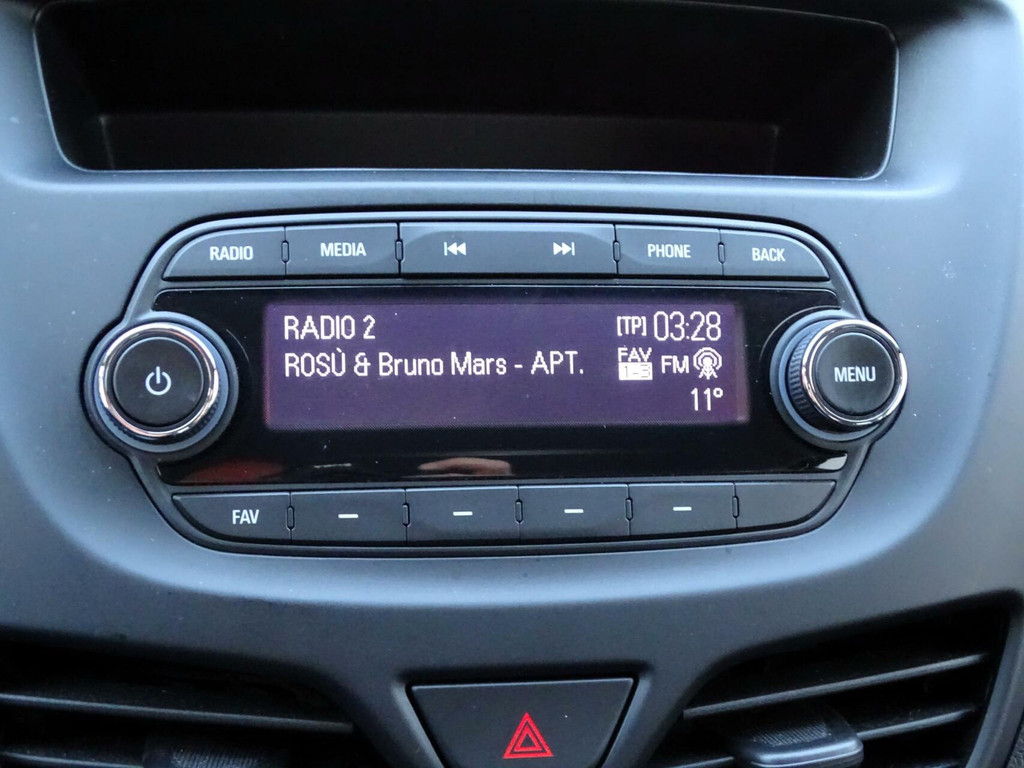 RADIO MEDIA PHONE BACK
RADIO 2 [TP] 03:28
ROSÙ & Bruno Mars - APT. FAV 1-3 FM
11°
MENU
FAV